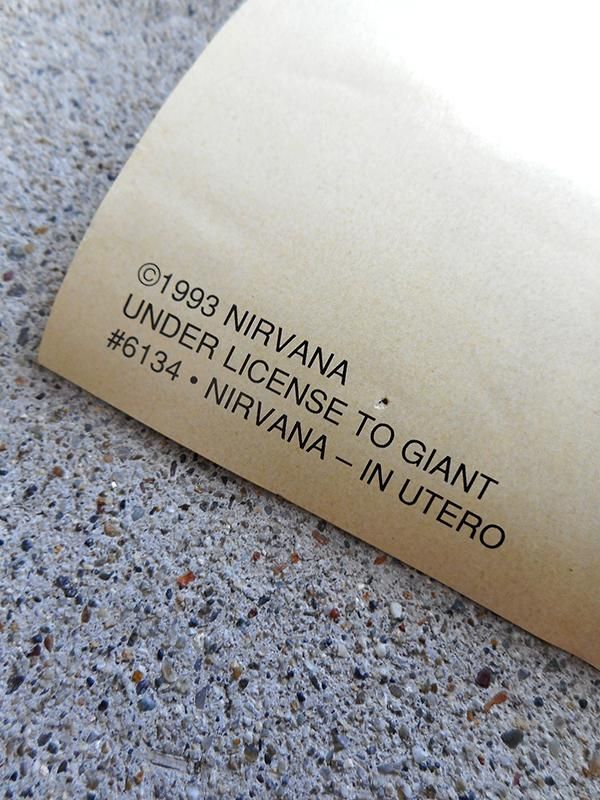 ©1993 NIRVANA
UNDER LICENSE TO GIANT
#6134 • NIRVANA – IN UTERO